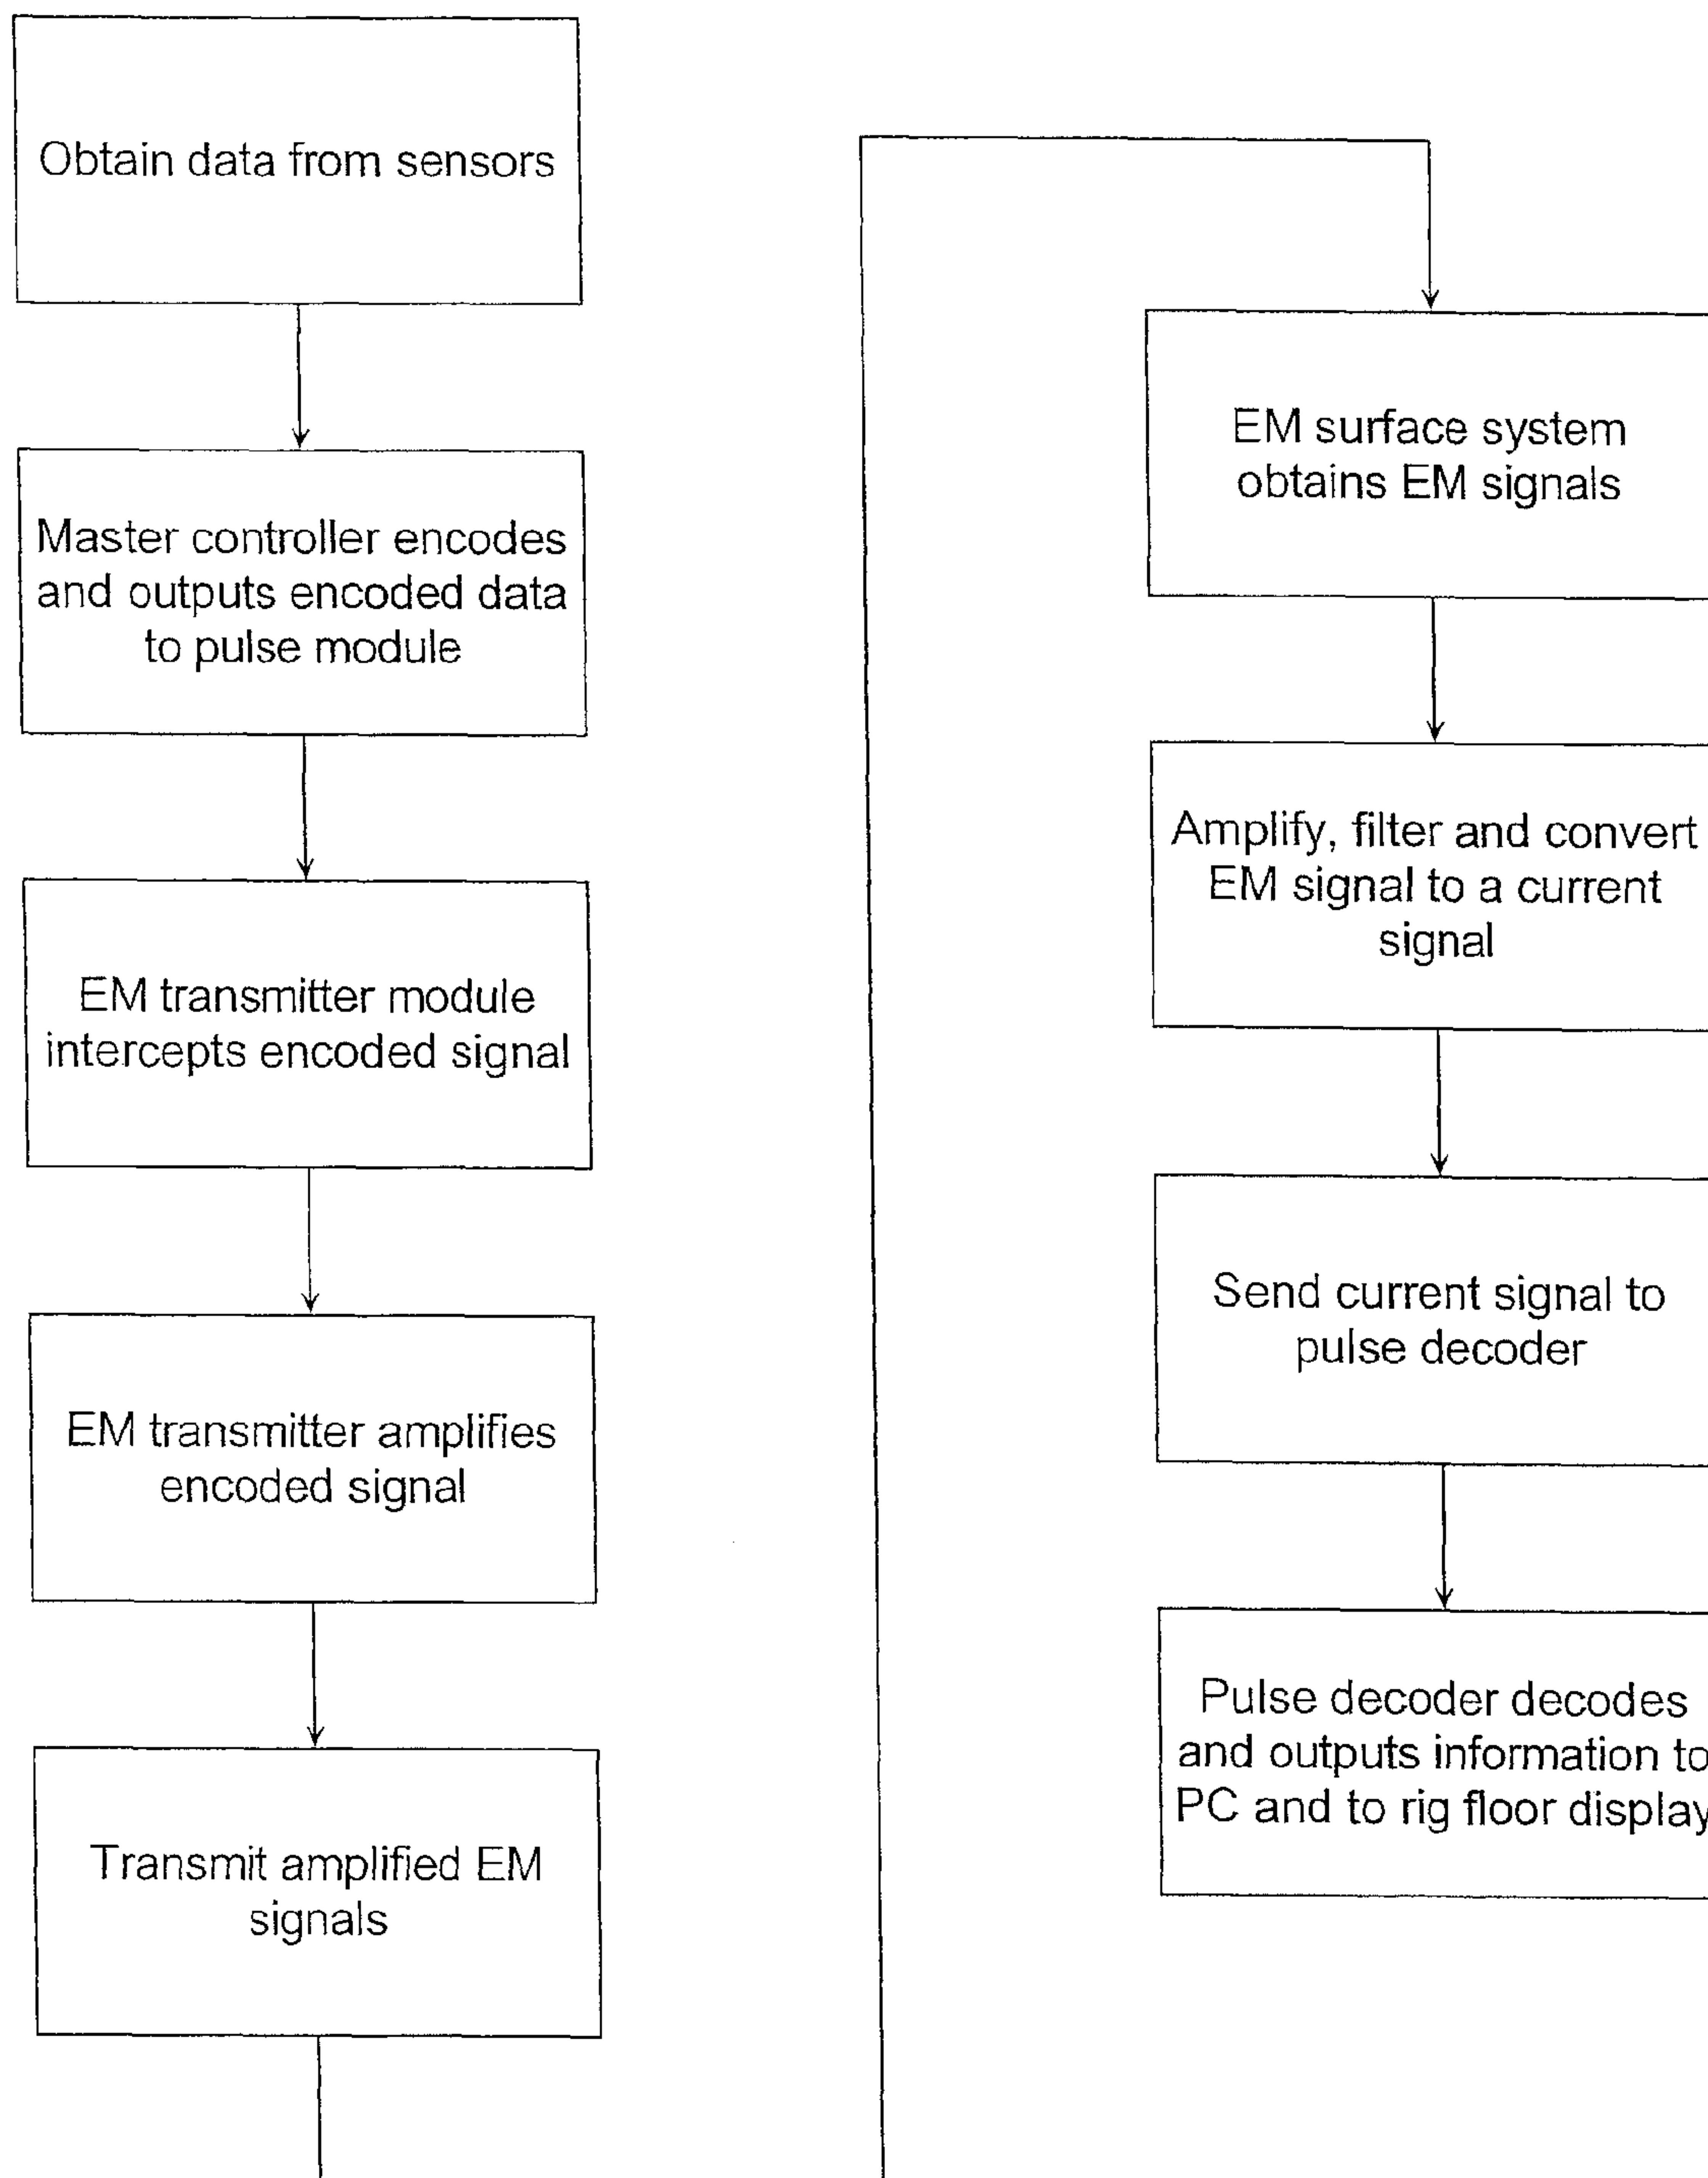 Obtain data from sensors
Master controller encodes
and outputs encoded data
to pulse module
EM transmitter module
intercepts encoded signal
EM transmitter amplifies
encoded signal
Transmit amplified EM
signals
EM surface system
obtains EM signals
Amplify, filter and convert
EM signal to a current
signal
Send current signal to
pulse decoder
Pulse decoder decodes
and outputs information to
PC and to rig floor display